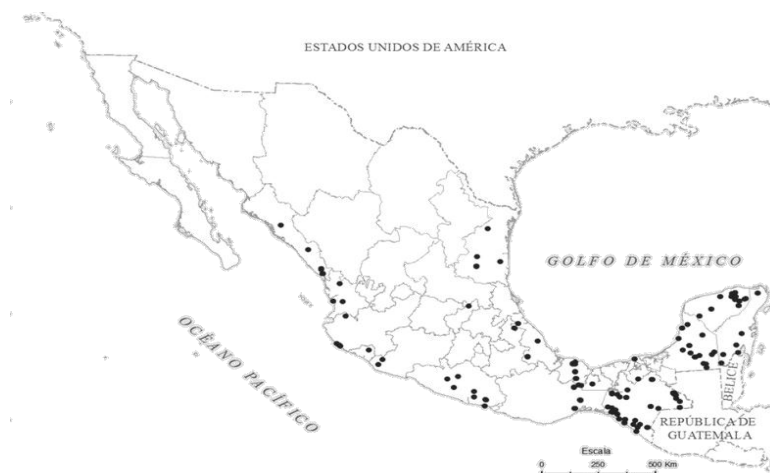 ESTADOS UNIDOS DE AMÉRICA
GOLFO DE MÉXICO
OCÉANO PACÍFICO
BELICE
REPÚBLICA DE
GUATEMALA
Escala
0 250 500 Km